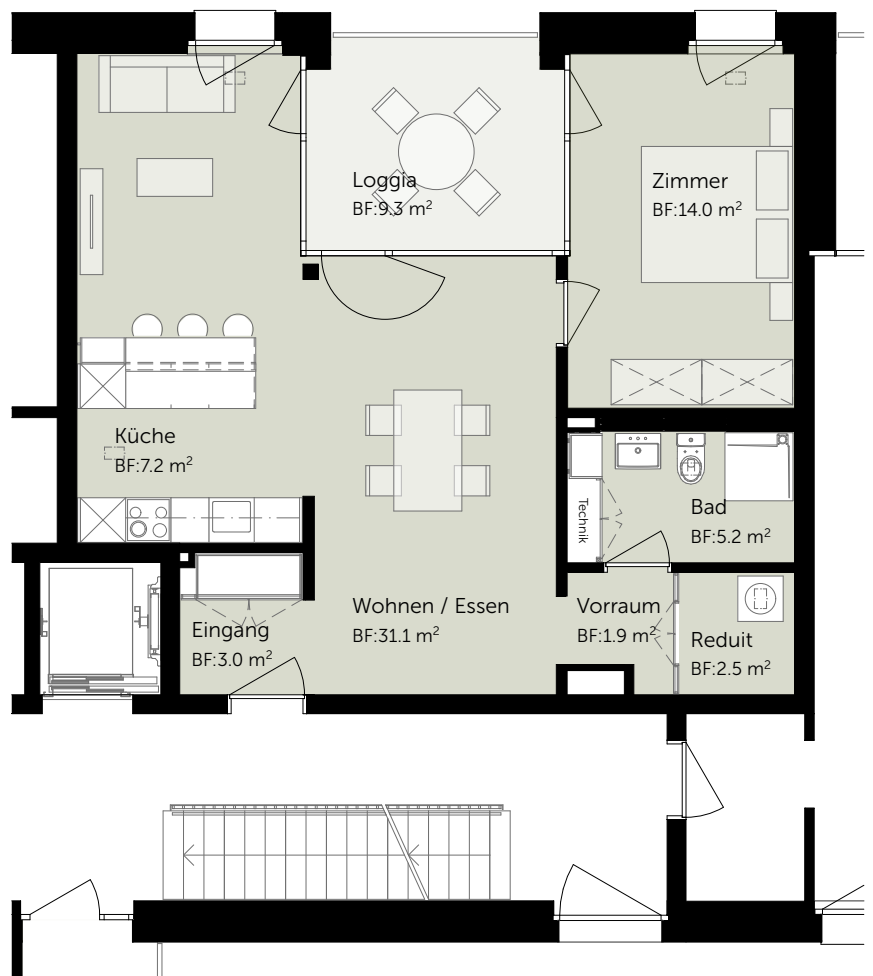 Loggia
BF:9.3 m²
Zimmer
BF:14.0 m²
Küche
BF:7.2 m²
Technik
Bad
BF:5.2 m²
Eingang
BF:3.0 m²
Wohnen / Essen
BF:31.1 m²
Vorraum
BF:1.9 m²
Reduit
BF:2.5 m²